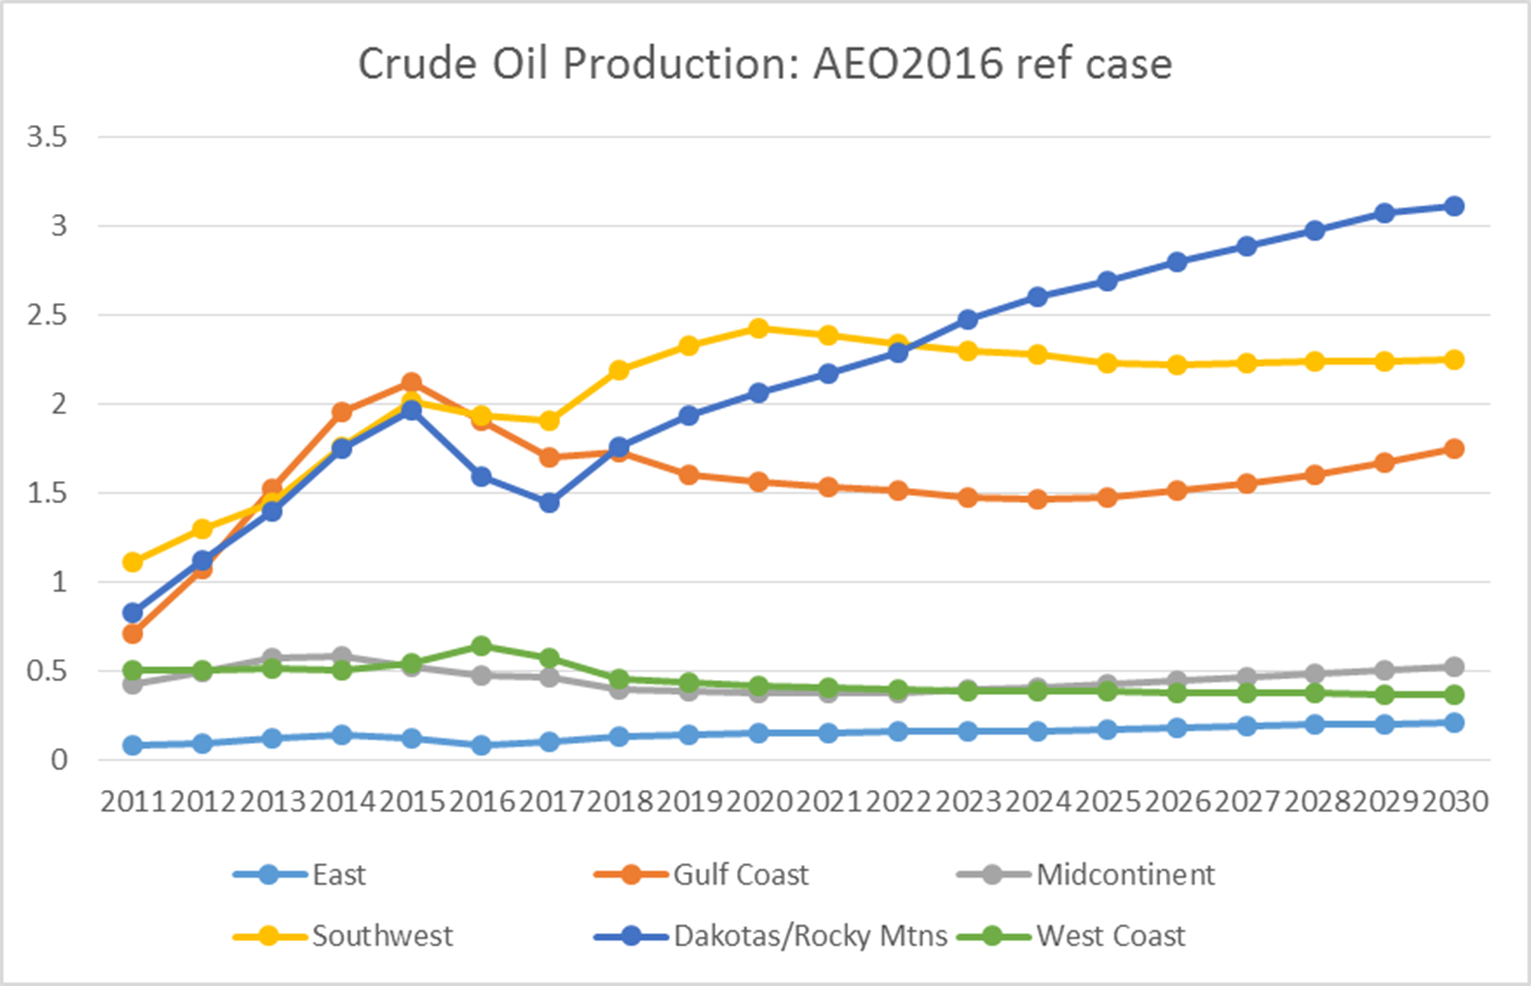 Crude Oil Production: AEO2016 ref case
3.5
3
2.5
2
1.5
1
0.5
0
2011 2012 2013 2014 2015 2016 2017 2018 2019 2020 2021 2022 2023 2024 2025 2026 2027 2028 2029 2030
East Gulf Coast Midcontinent
Southwest Dakotas/Rocky Mtns West Coast